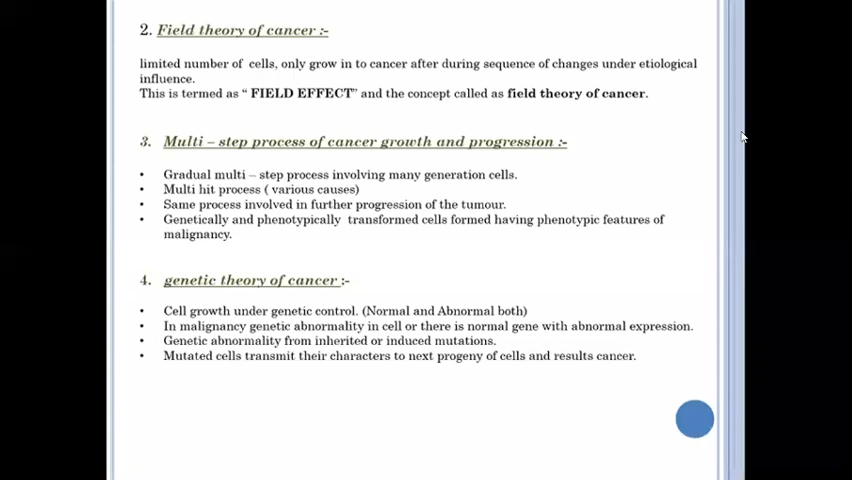 2. Field theory of cancer :-
limited number of cells, only grow in to cancer after during sequence of changes under etiological
influence.
This is termed as “ FIELD EFFECT” and the concept called as field theory of cancer.
3. Multi – step process of cancer growth and progression :-
• Gradual multi – step process involving many generation cells.
• Multi hit process ( various causes)
• Same process involved in further progression of the tumour.
• Genetically and phenotypically transformed cells formed having phenotypic features of
malignancy.
4. genetic theory of cancer :-
• Cell growth under genetic control. (Normal and Abnormal both)
• In malignancy genetic abnormality in cell or there is normal gene with abnormal expression.
• Genetic abnormality from inherited or induced mutations.
• Mutated cells transmit their characters to next progeny of cells and results cancer.